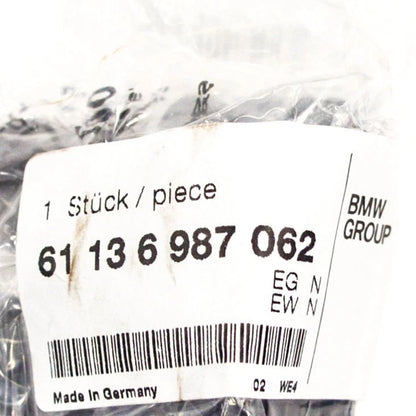 1 Stück / piece
61 13 6 987 062
EG N
EW N
BMW
GROUP
Made In Germany
02 WE4